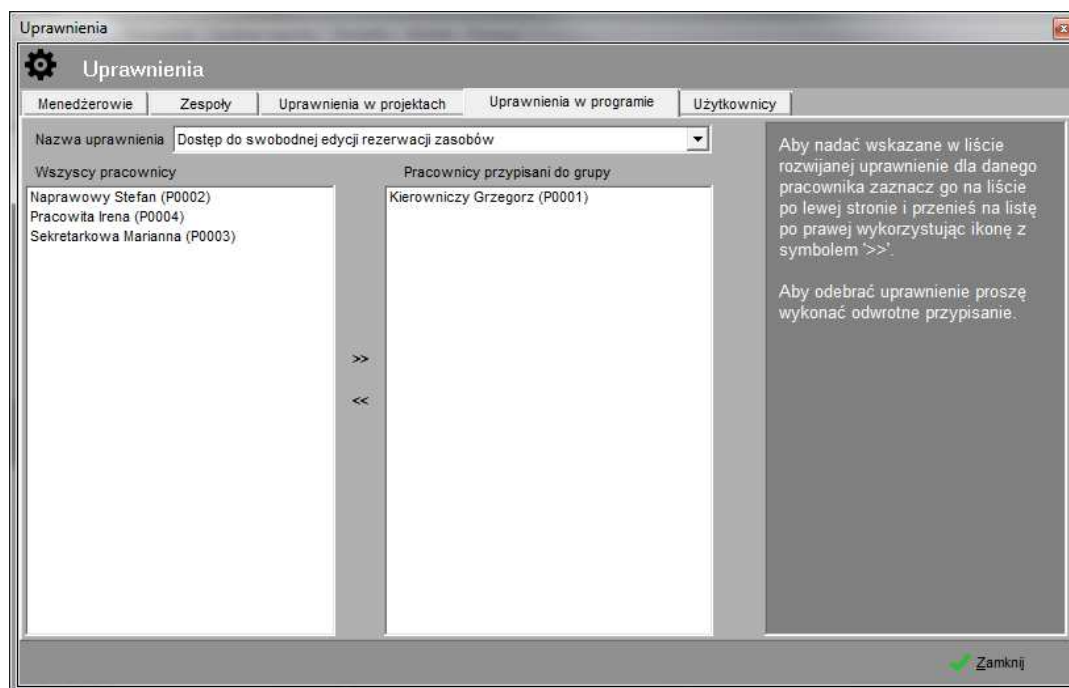 Uprawnienia
Uprawnienia
Menedżerowie
Zespoły
Uprawnienia w projektach
Uprawnienia w programie
Użytkownicy
Nazwa uprawnienia
Dostęp do swobodnej edycji rezerwacji zasobów
Wszyscy pracownicy
Naprawowy Stefan (P0002)
Pracowita Irena (P0004)
Sekretarkowa Marianna (P0003)
>>
<<
Pracownicy przypisani do grupy
Kierowniczy Grzegorz (P0001)
Aby nadać wskazane w liście
rozwijanej uprawnienie dla danego
pracownika zaznacz go na liście
po lewej stronie i przenieś na listę
po prawej wykorzystując ikonę z
symbolem '>>'.
Aby odebrać uprawnienie proszę
wykonać odwrotne przypisanie.
Zamknij